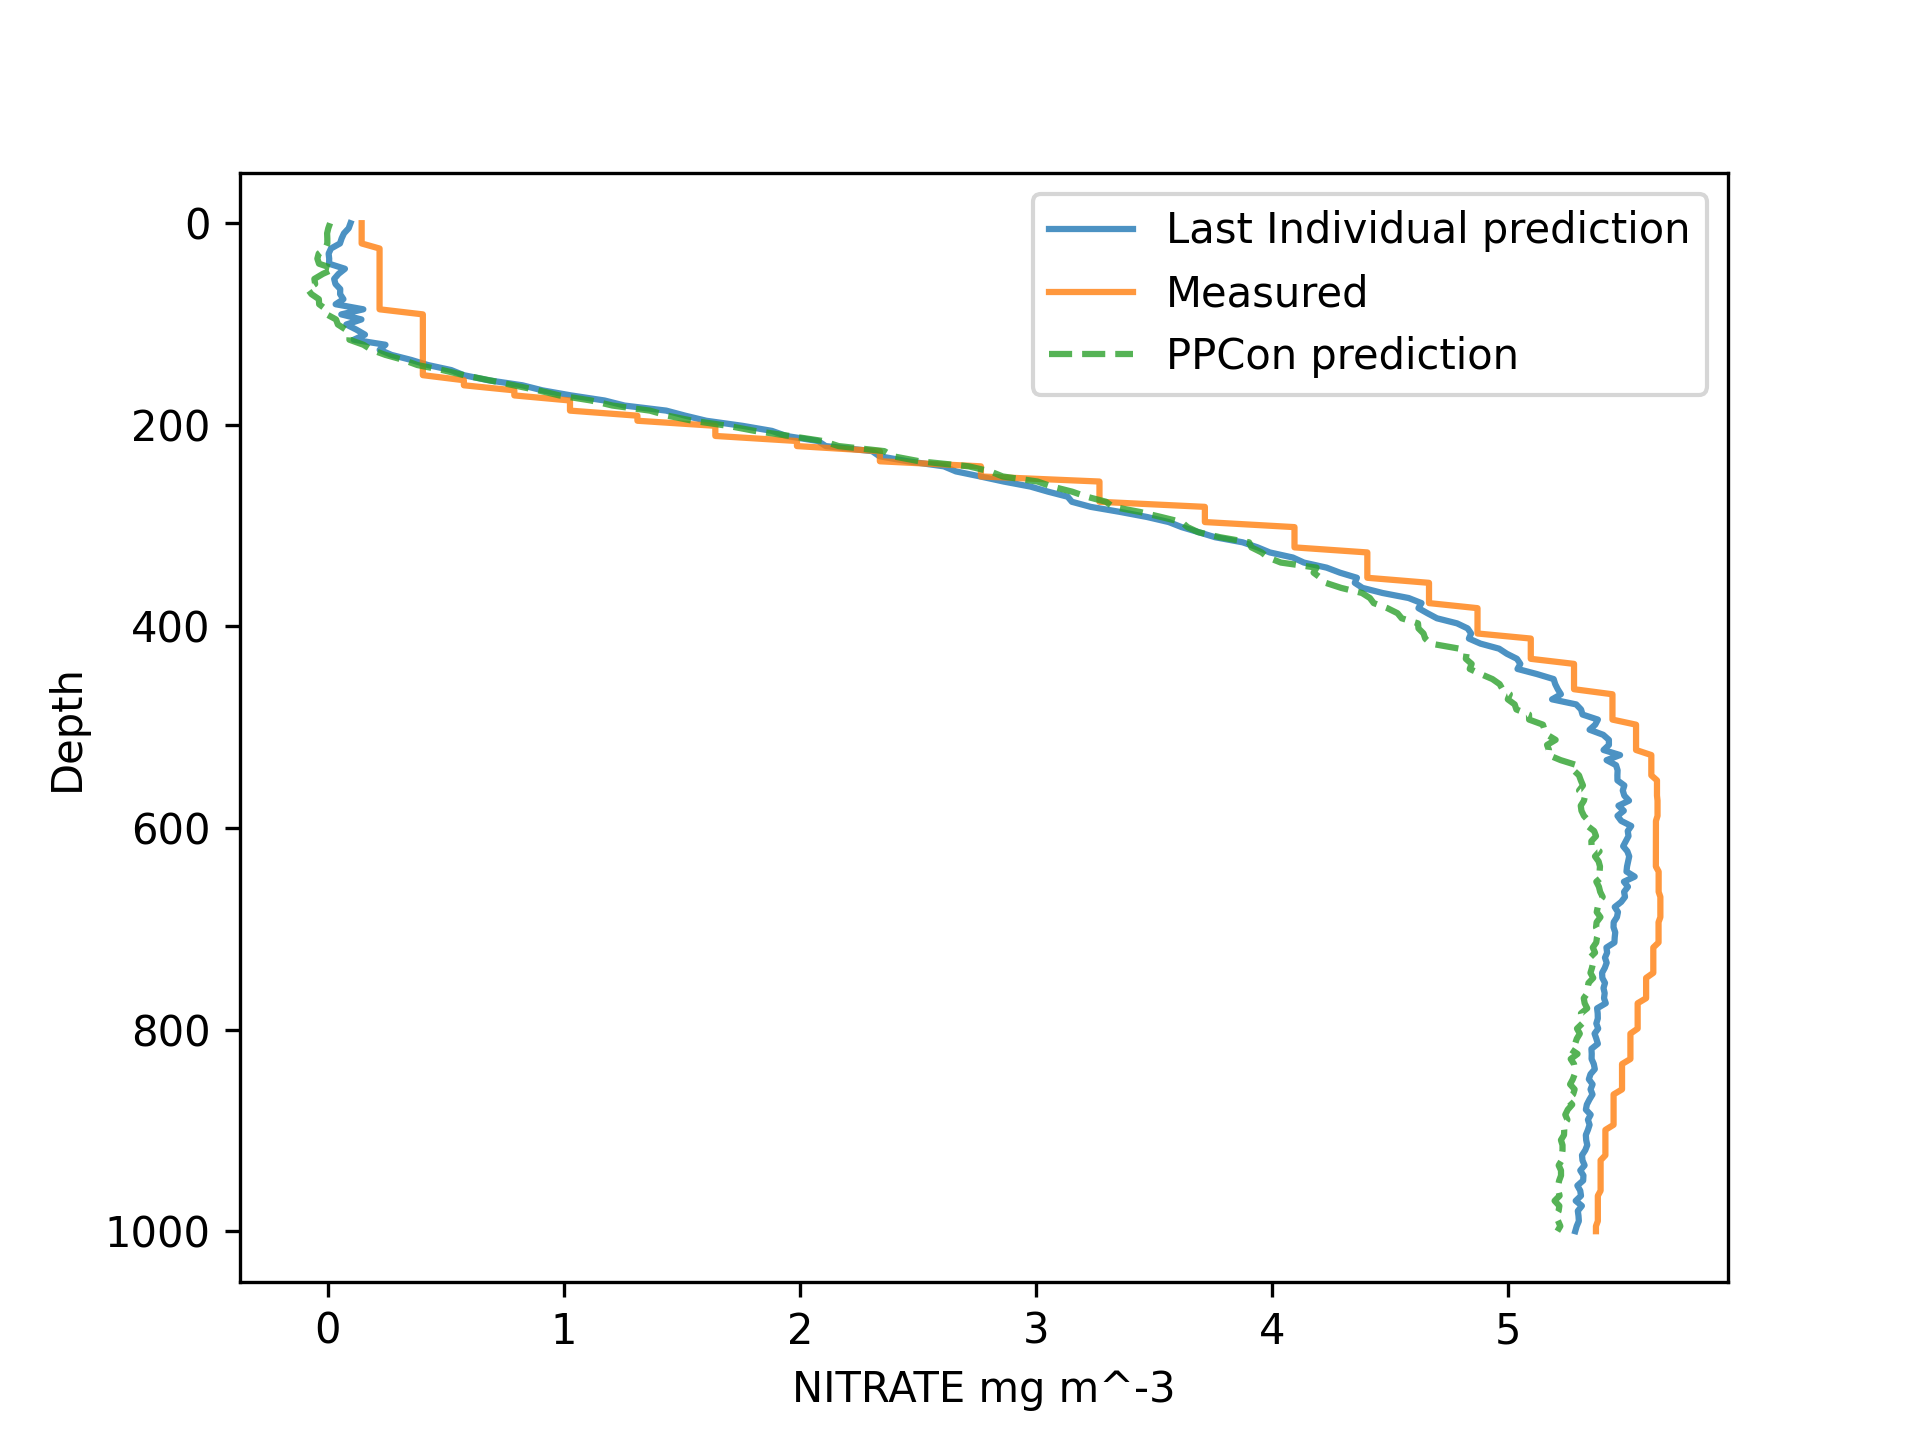 Last Individual prediction
Measured
PPCon prediction
0
200
400
600
800
1000
Depth
0 1 2 3 4 5
NITRATE mg m^-3